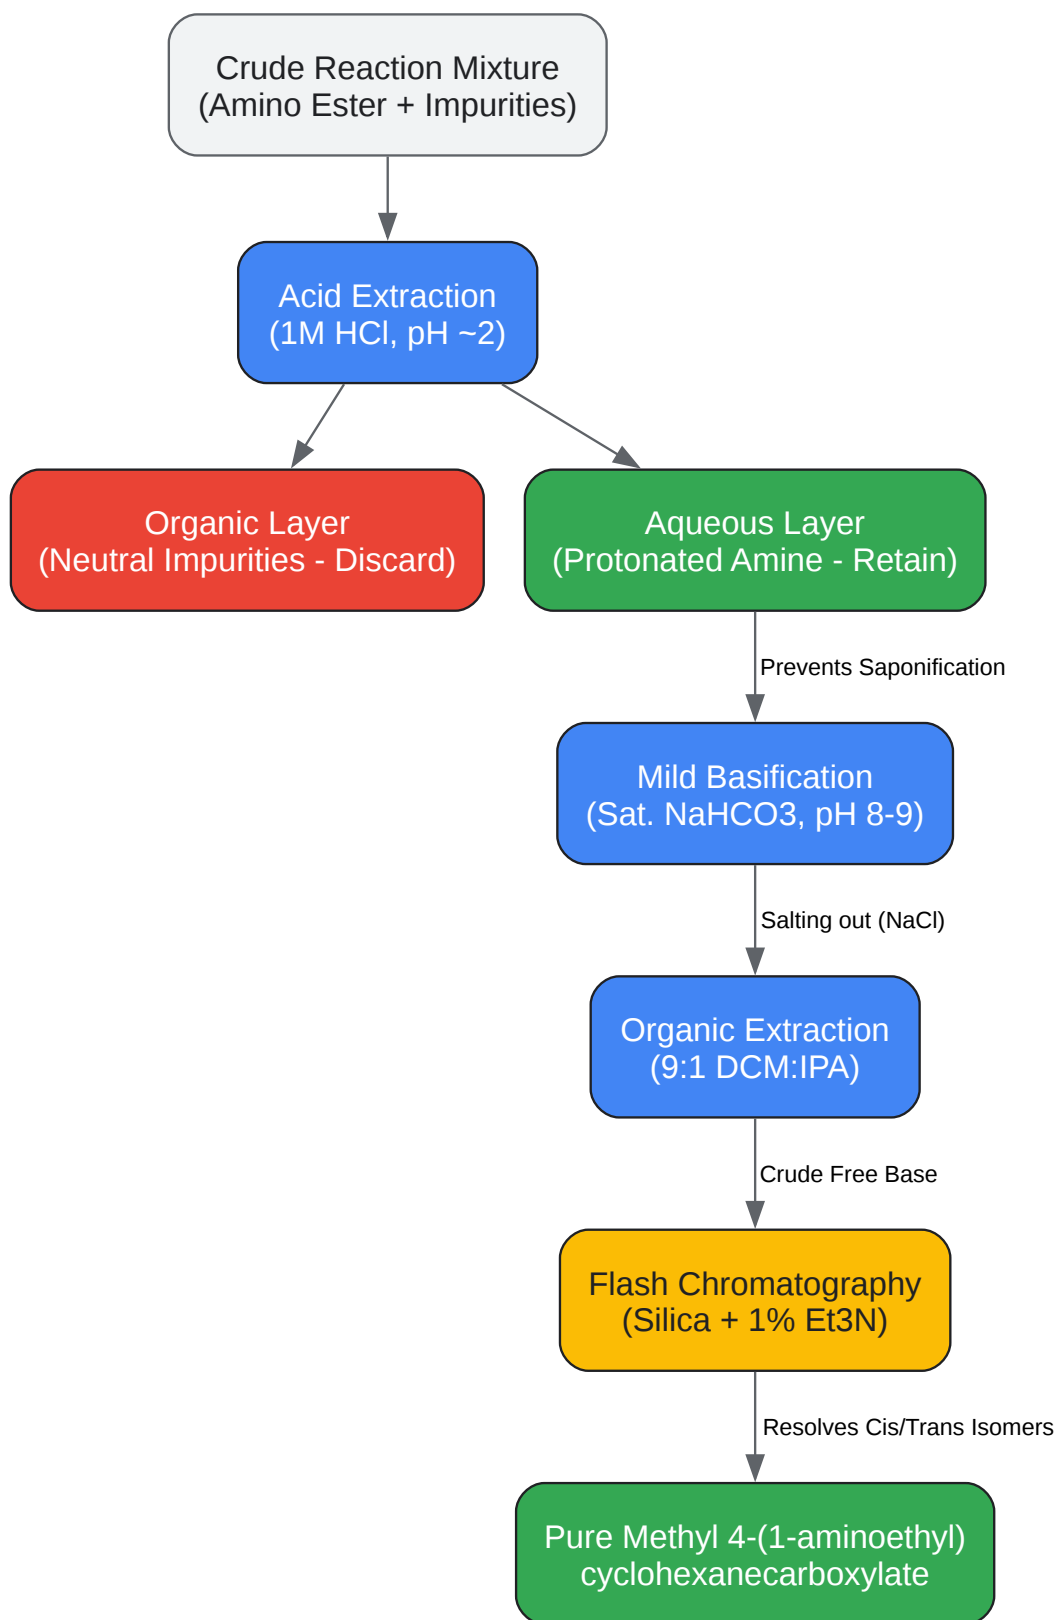 Crude Reaction Mixture
(Amino Ester + Impurities)
Acid Extraction
(1M HCl, pH ~2)
Organic Layer
(Neutral Impurities - Discard)
Aqueous Layer
(Protonated Amine - Retain)
Prevents Saponification
Mild Basification
(Sat. NaHCO3, pH 8-9)
Salting out (NaCl)
Organic Extraction
(9:1 DCM:IPA)
Crude Free Base
Flash Chromatography
(Silica + 1% Et3N)
Resolves Cis/Trans Isomers
Pure Methyl 4-(1-aminoethyl)
cyclohexanecarboxylate